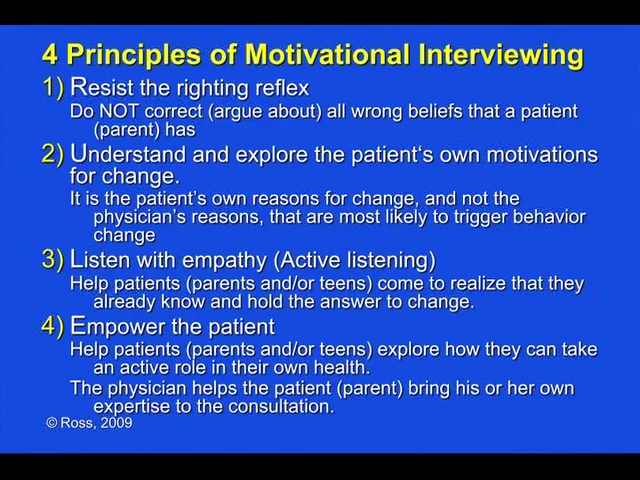 4 Principles of Motivational Interviewing
1) Resist the righting reflex
Do NOT correct (argue about) all wrong beliefs that a patient
(parent) has
2) Understand and explore the patient‘s own motivations
for change.
It is the patient’s own reasons for change, and not the
physician’s reasons, that are most likely to trigger behavior
change
3) Listen with empathy (Active listening)
Help patients (parents and/or teens) come to realize that they
already know and hold the answer to change.
4) Empower the patient
Help patients (parents and/or teens) explore how they can take
an active role in their own health.
The physician helps the patient (parent) bring his or her own
expertise to the consultation.
© Ross, 2009